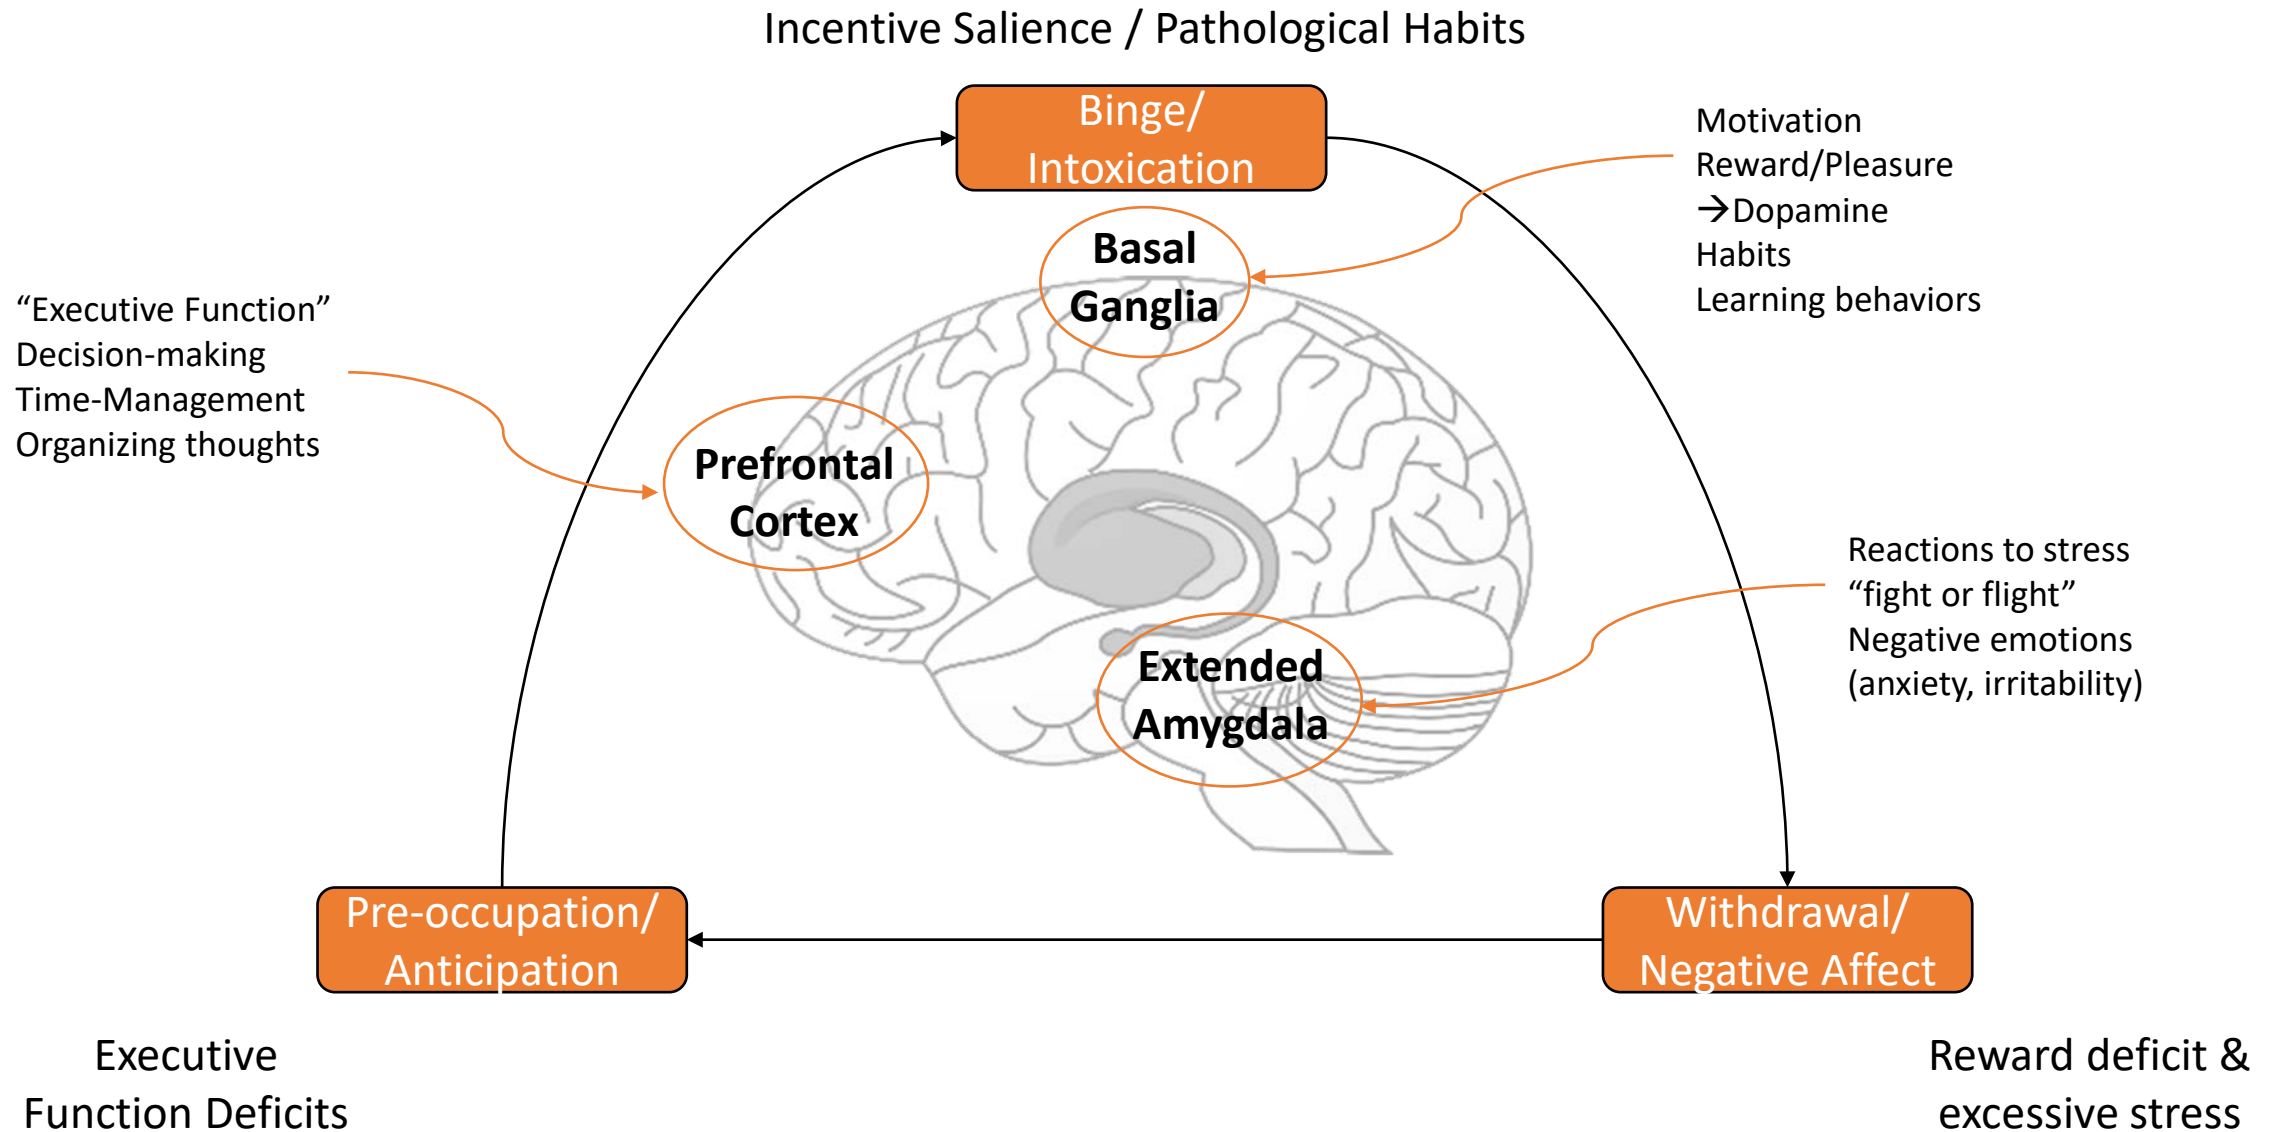 Incentive Salience / Pathological Habits
Binge/
Intoxication
Motivation
Reward/Pleasure
→Dopamine
Habits
Learning behaviors
Basal
Ganglia
“Executive Function”
Decision-making
Time-Management
Organizing thoughts
Prefrontal
Cortex
Reactions to stress
“fight or flight”
Negative emotions
(anxiety, irritability)
Extended
Amygdala
Pre-occupation/
Anticipation
Withdrawal/
Negative Affect
Executive
Function Deficits
Reward deficit &
excessive stress